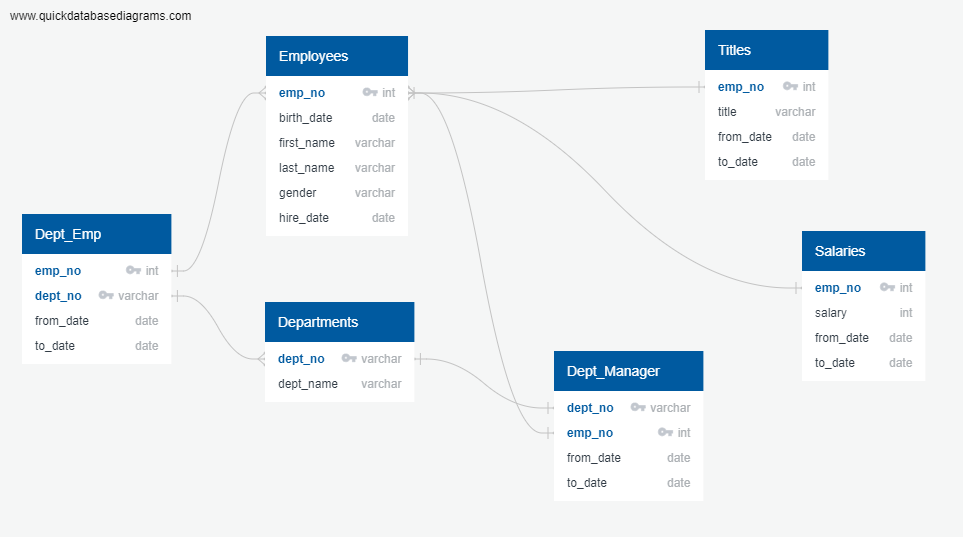 www.quickdatabasediagrams.com
Employees
emp_no int
birth_date date
first_name varchar
last_name varchar
gender varchar
hire_date date
Titles
emp_no int
title varchar
from_date date
to_date date
Dept_Emp
emp_no int
dept_no varchar
from_date date
to_date date
Salaries
emp_no int
salary int
from_date date
to_date date
Departments
dept_no varchar
dept_name varchar
Dept_Manager
dept_no varchar
emp_no int
from_date date
to_date date